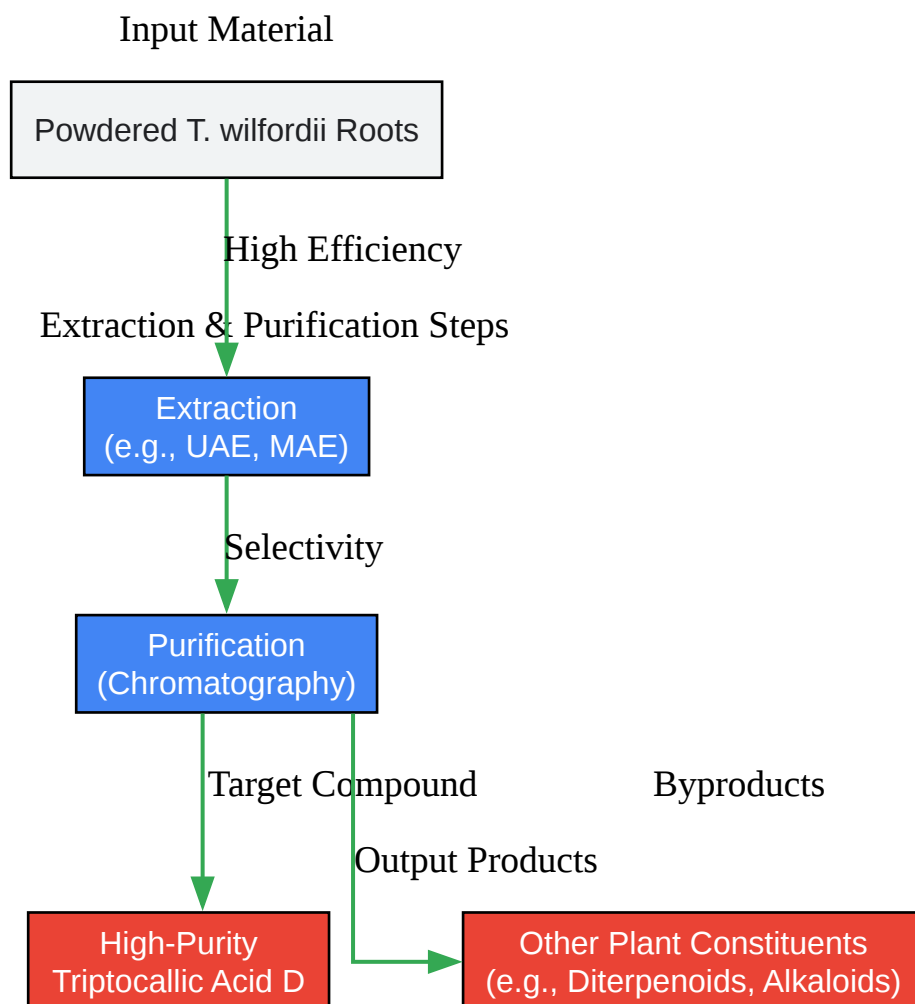 Input Material
Powdered T. wilfordii Roots
High Efficiency
Extraction & Purification Steps
Extraction
(e.g., UAE, MAE)
Selectivity
Purification
(Chromatography)
Target Compound
Byproducts
Output Products
High-Purity
Triptocallic Acid D
Other Plant Constituents
(e.g., Diterpenoids, Alkaloids)